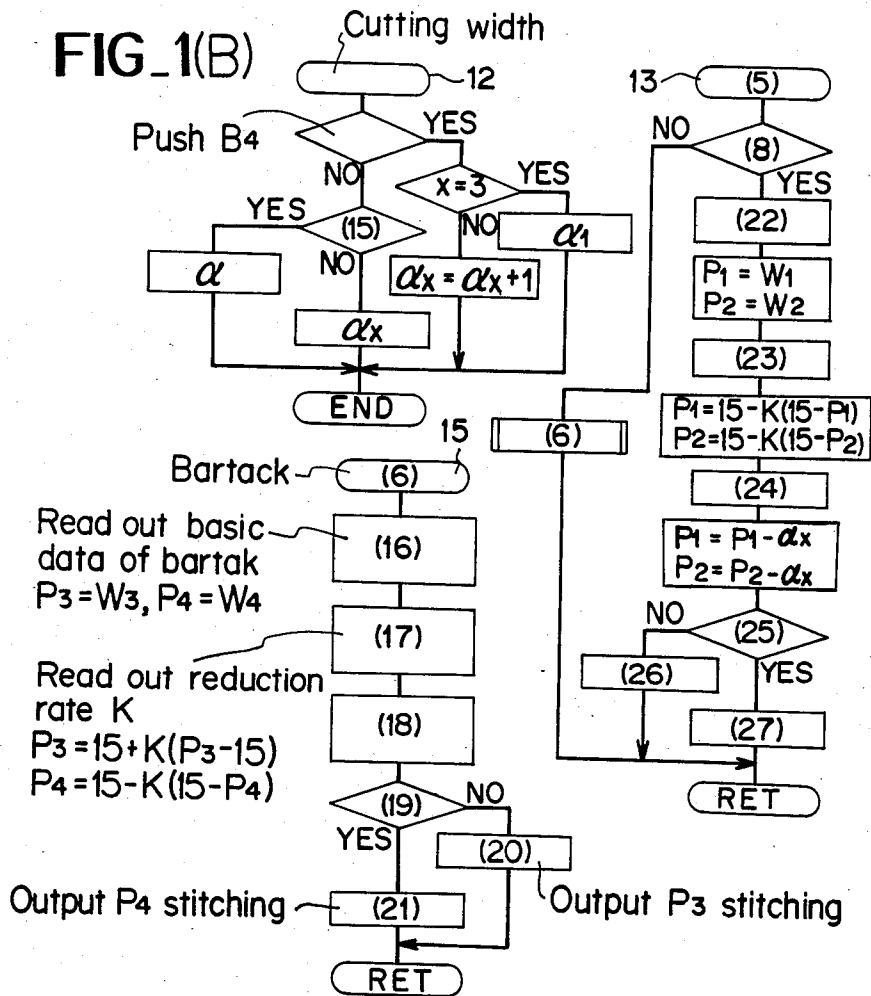 FIG_1(B)
Cutting width
12
Push B4
YES
NO
x=3
YES
NO
YES
(15)
NO
α1
α
αx = αx+1
αx
END
13
(5)
NO
(8)
YES
(22)
P1 = W1
P2 = W2
(23)
(6)
P1=15-K(15-P1)
P2=15-K(15-P2)
(24)
P1 = P1-αx
P2 = P2-αx
NO
(25)
YES
(26)
(27)
RET
Bartack
(6)
15
Read out basic
data of bartak
P3=W3, P4=W4
(16)
(17)
Read out reduction
rate K
P3=15+K(P3-15)
P4=15-K(15-P4)
(18)
(19)
NO
YES
(20)
Output P4 stitching
(21)
Output P3 stitching
RET